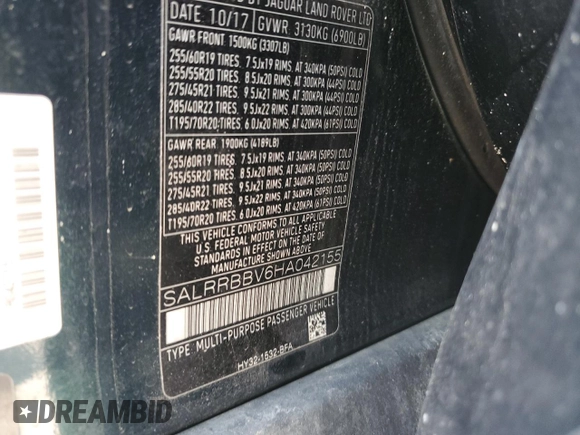 BY JAGUAR LAND ROVER LTD
DATE: 10/17 GVWR 3130KG (6900LB)
GAWR FRONT 1500KG (3307LB)
255/60R19 TIRES. 7.5Jx19 RIMS. AT 340KPA (50PSI) COLD
255/55R20 TIRES. 8.5Jx20 RIMS. AT 300KPA (44PSI) COLD
275/45R21 TIRES. 9.5Jx21 RIMS. AT 300KPA (44PSI) COLD
285/40R22 TIRES. 9.5Jx22 RIMS. AT 300KPA (44PSI) COLD
T195/70R20 TIRES. 6.0Jx20 RIMS. AT 420KPA (61PSI) COLD
GAWR REAR 1900KG (4189LB)
255/60R19 TIRES. 7.5Jx19 RIMS. AT 340KPA (50PSI) COLD
255/55R20 TIRES. 8.5Jx20 RIMS. AT 340KPA (50PSI) COLD
275/45R21 TIRES. 9.5Jx21 RIMS. AT 340KPA (50PSI) COLD
285/40R22 TIRES. 9.5Jx22 RIMS. AT 340KPA (50PSI) COLD
T195/70R20 TIRES. 6.0Jx20 RIMS. AT 420KPA (61PSI) COLD
THIS VEHICLE CONFORMS TO ALL APPLICABLE
U.S. FEDERAL MOTOR VEHICLE SAFETY
STANDARDS IN EFFECT ON THE DATE OF
MANUFACTURE SHOWN ABOVE
SALRRBBV6HA042155
TYPE: MULTI-PURPOSE PASSENGER VEHICLE
HY32-1532-BFA
DREAMBID